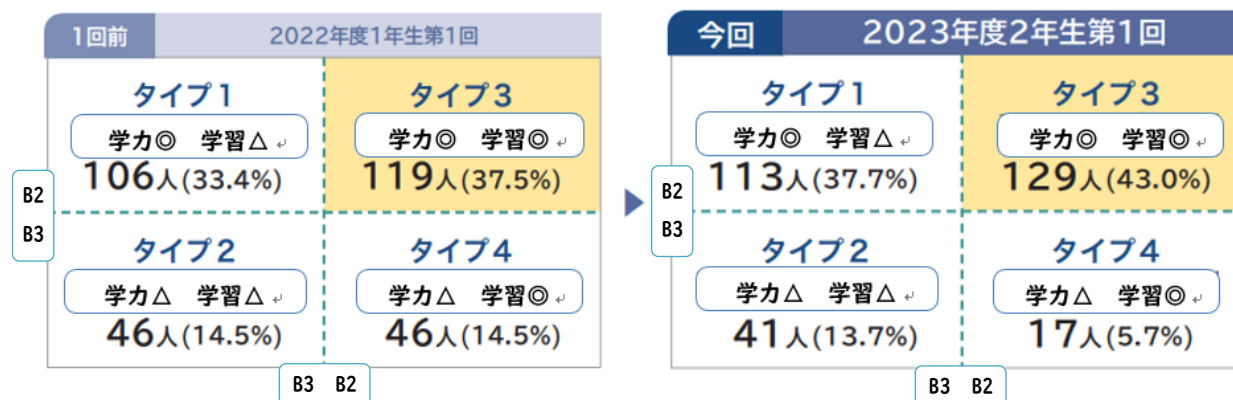 1回前 2022年度1年生第1回
タイプ1 タイプ3
学力◎ 学習△ ↵ 学力◎ 学習◎ ↵
106人(33.4%) 119人(37.5%)
B2
B3
タイプ2 タイプ4
学力△ 学習△ ↵ 学力△ 学習◎ ↵
46人(14.5%) 46人(14.5%)
B3 B2
▶
今回 2023年度2年生第1回
タイプ1 タイプ3
学力◎ 学習△ ↵ 学力◎ 学習◎ ↵
113人(37.7%) 129人(43.0%)
B2
B3
タイプ2 タイプ4
学力△ 学習△ ↵ 学力△ 学習◎ ↵
41人(13.7%) 17人(5.7%)
B3 B2